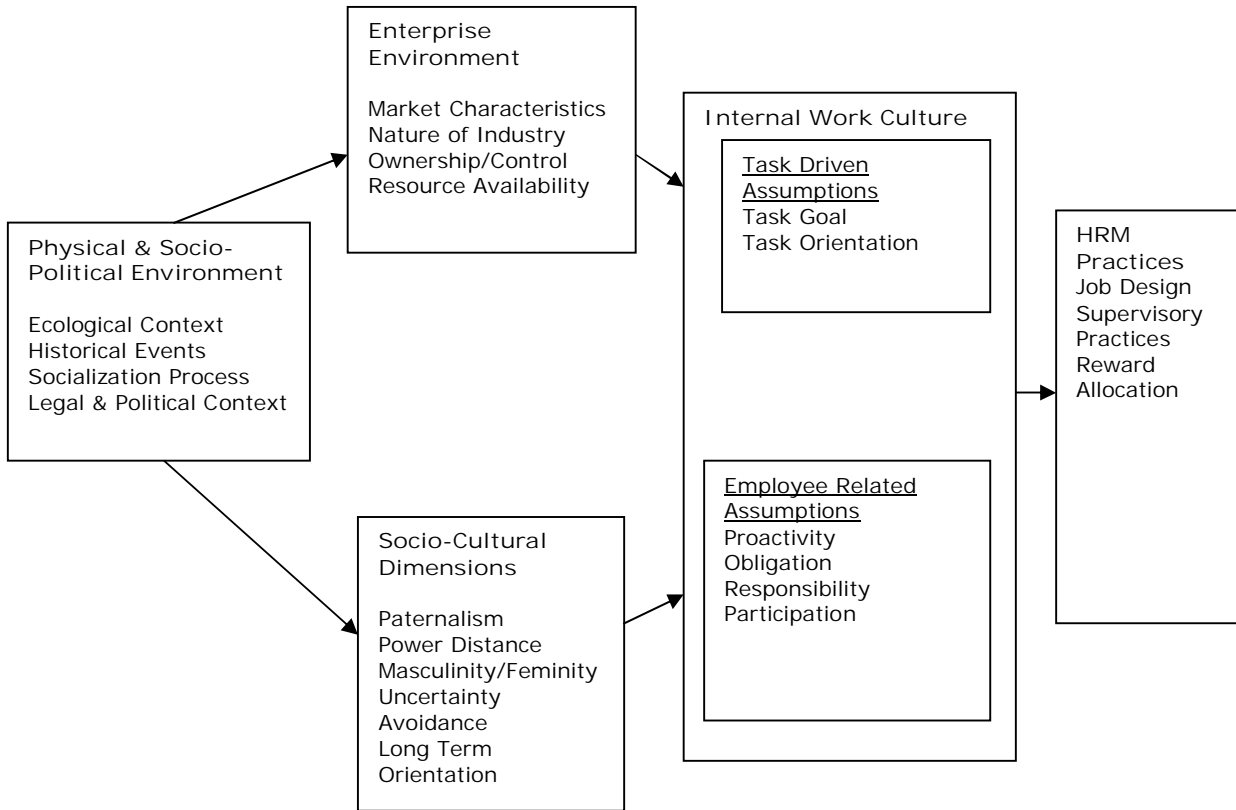 Physical & Socio-
Political Environment
Ecological Context
Historical Events
Socialization Process
Legal & Political Context
Enterprise
Environment
Market Characteristics
Nature of Industry
Ownership/Control
Resource Availability
Socio-Cultural
Dimensions
Paternalism
Power Distance
Masculinity/Feminity
Uncertainty
Avoidance
Long Term
Orientation
Internal Work Culture
Task Driven
Assumptions
Task Goal
Task Orientation
Employee Related
Assumptions
Proactivity
Obligation
Responsibility
Participation
HRM
Practices
Job Design
Supervisory
Practices
Reward
Allocation